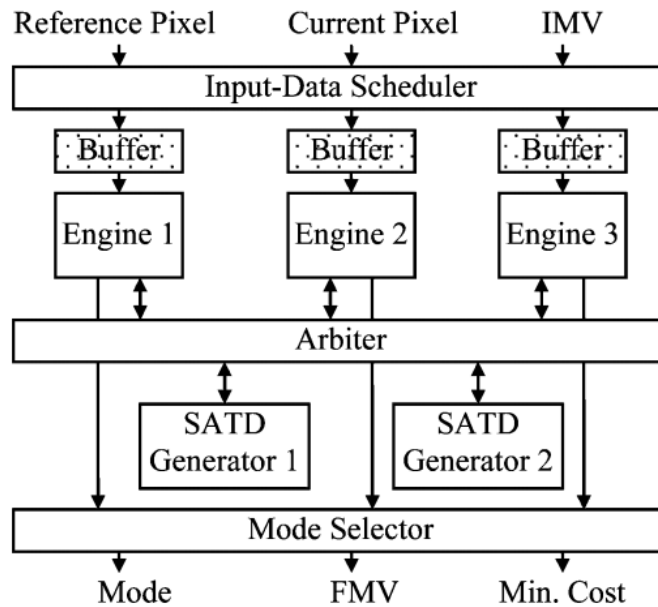 Reference Pixel Current Pixel IMV
Input-Data Scheduler
Buffer Buffer Buffer
Engine 1 Engine 2 Engine 3
Arbiter
SATD
Generator 1
SATD
Generator 2
Mode Selector
Mode FMV Min. Cost